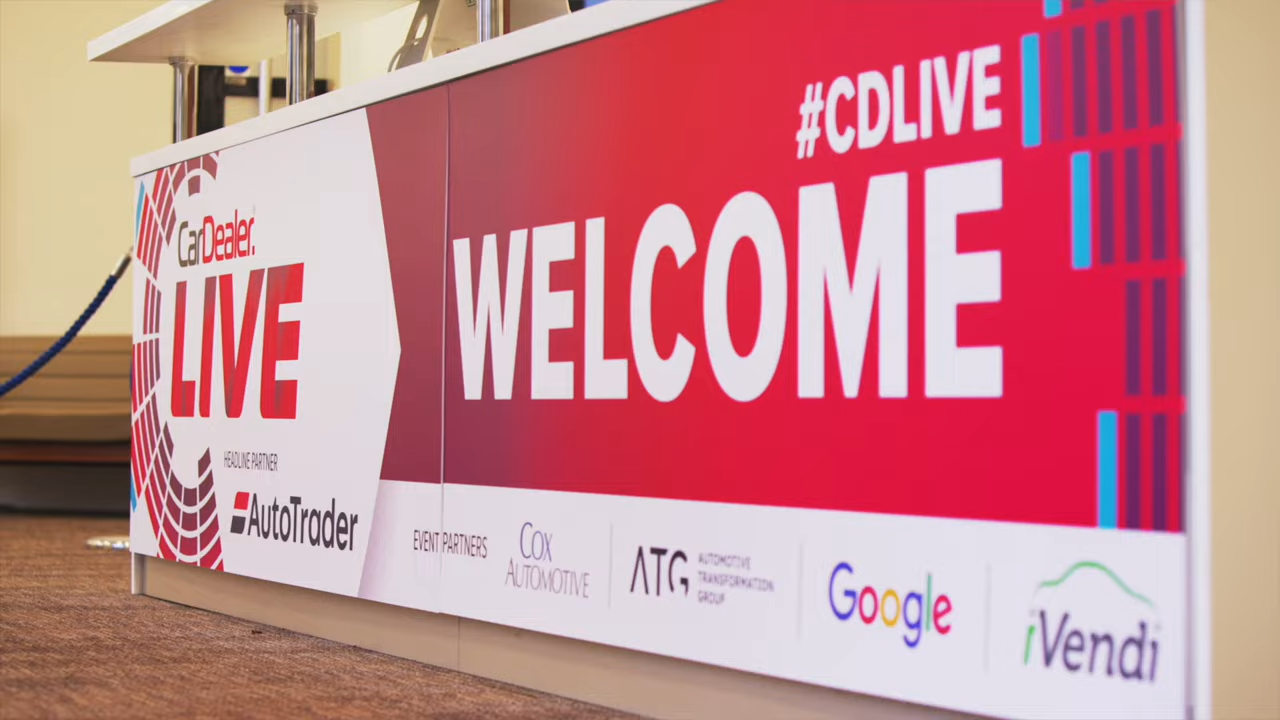 CarDealer
LIVE
HEADLINE PARTNER
AutoTrader
#CDLIVE
WELCOME
EVENT PARTNERS
COX
AUTOMOTIVE
ATG
AUTOMOTIVE
TRANSFORMATION
GROUP
Google
iVendi